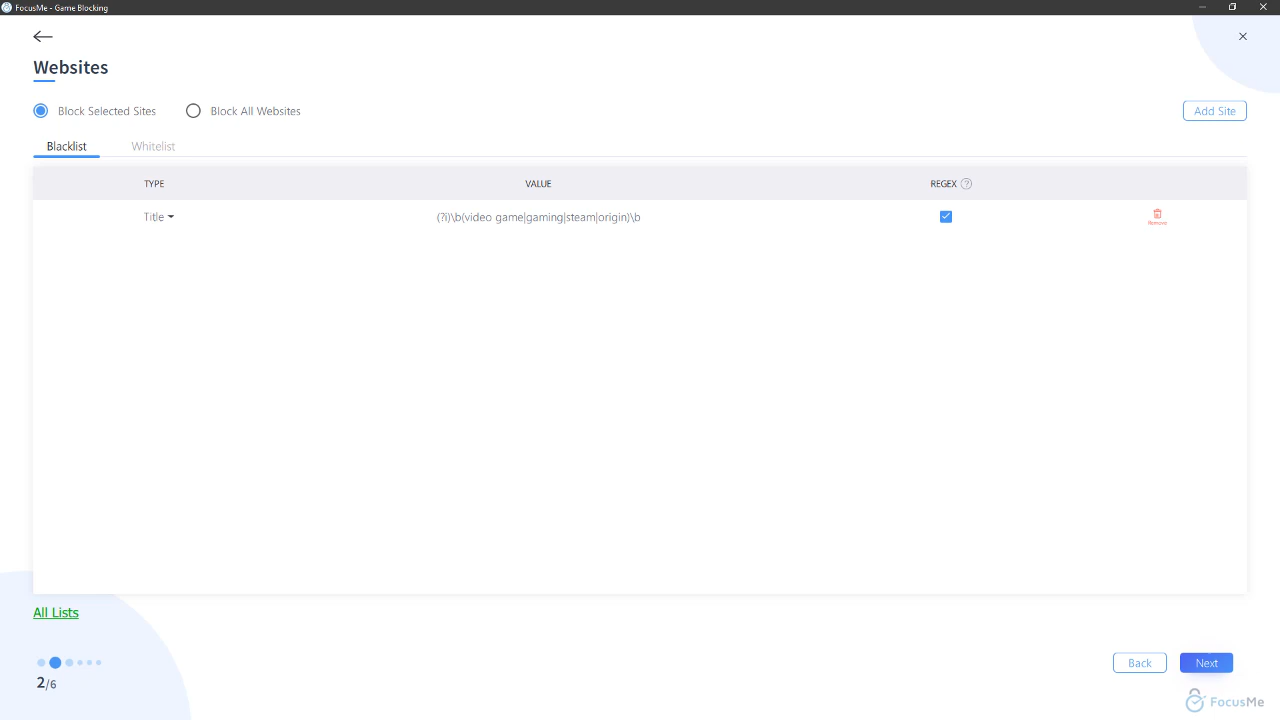 FocusMe - Game Blocking
Websites
Block Selected Sites
Block All Websites
Add Site
Blacklist
Whitelist
TYPE
VALUE
REGEX ?
Title
(?i)\b(video game|gaming|steam|origin)\b
Remove
All Lists
2/6
Back
Next
FocusMe